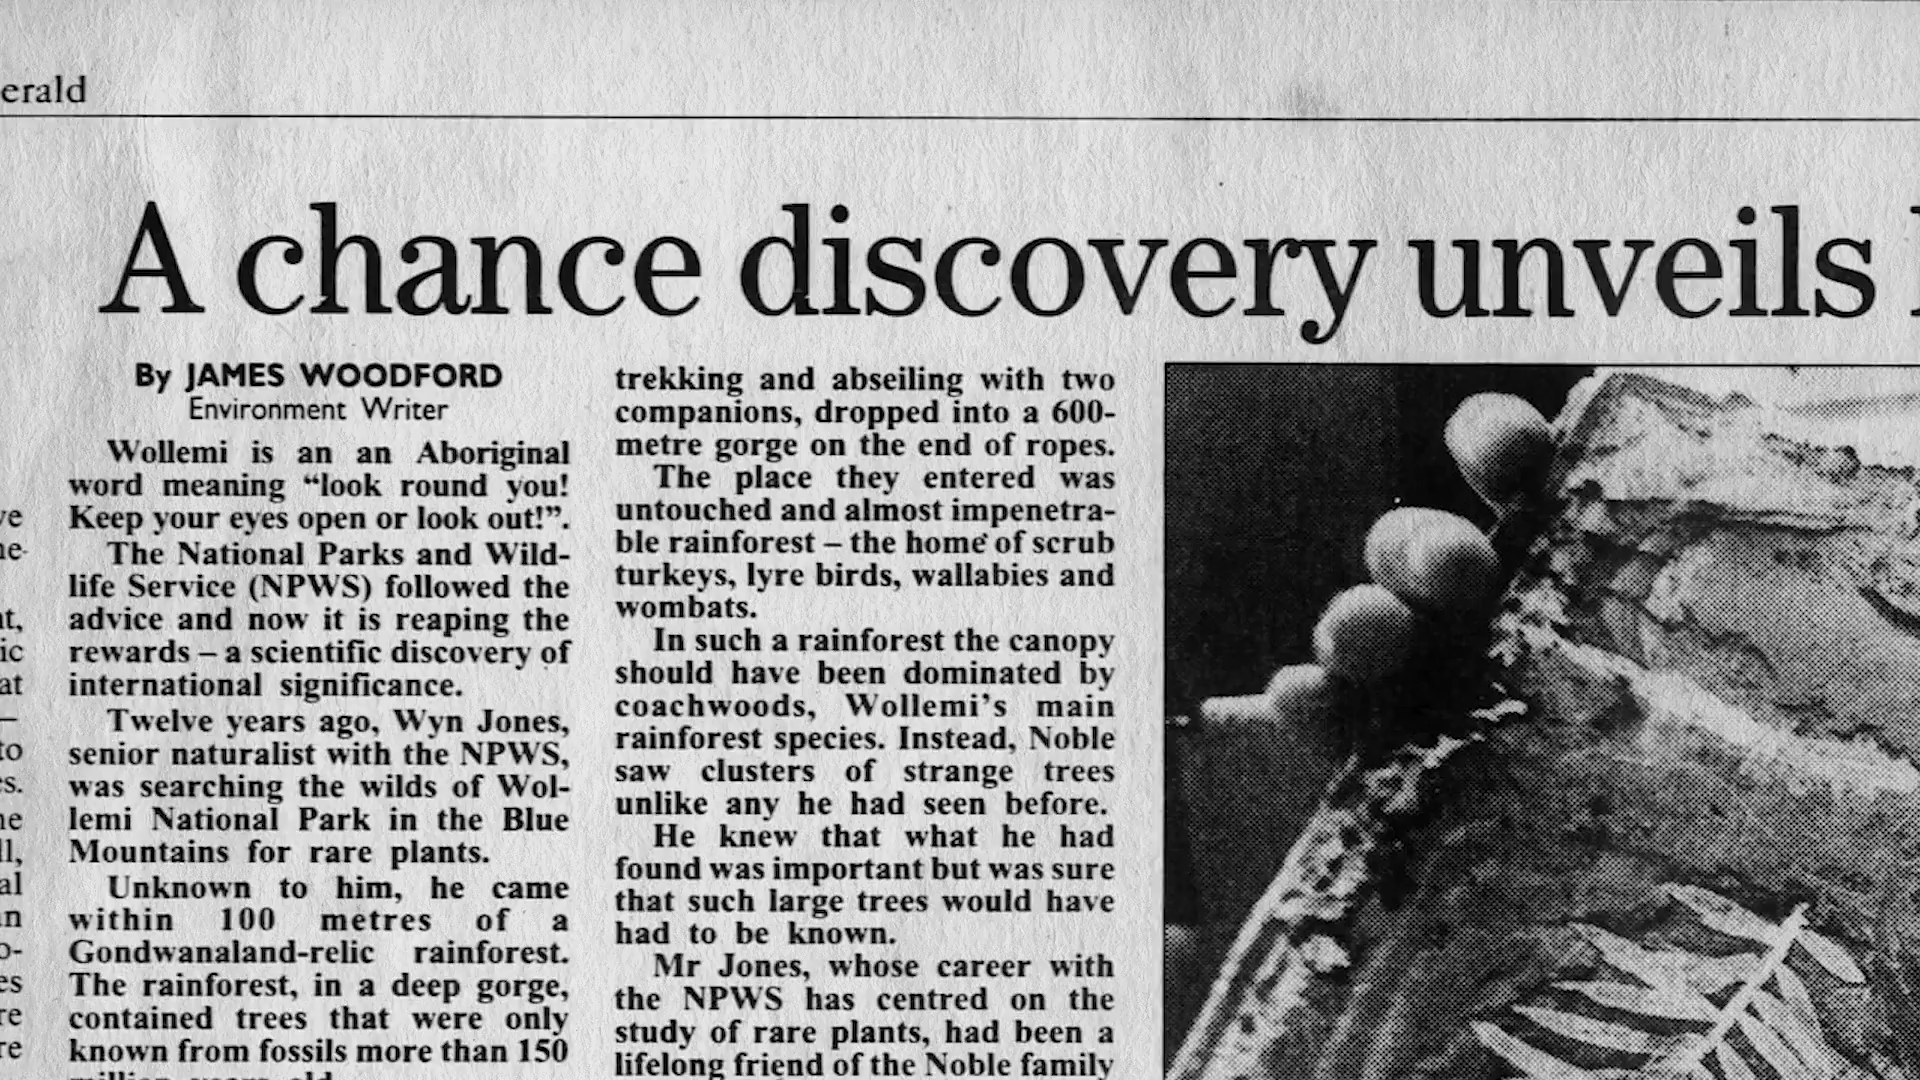 erald
A chance discovery unveils
By JAMES WOODFORD
Environment Writer
Wollemi is an an Aboriginal
word meaning “look round you!
Keep your eyes open or look out!”.
The National Parks and Wild-
life Service (NPWS) followed the
advice and now it is reaping the
rewards – a scientific discovery of
international significance.
Twelve years ago, Wyn Jones,
senior naturalist with the NPWS,
was searching the wilds of Wol-
lemi National Park in the Blue
Mountains for rare plants.
Unknown to him, he came
within 100 metres of a
Gondwanaland-relic rainforest.
The rainforest, in a deep gorge,
contained trees that were only
known from fossils more than 150
trekking and abseiling with two
companions, dropped into a 600-
metre gorge on the end of ropes.
The place they entered was
untouched and almost impenetra-
ble rainforest – the home of scrub
turkeys, lyre birds, wallabies and
wombats.
In such a rainforest the canopy
should have been dominated by
coachwoods, Wollemi's main
rainforest species. Instead, Noble
saw clusters of strange trees
unlike any he had seen before.
He knew that what he had
found was important but was sure
that such large trees would have
had to be known.
Mr Jones, whose career with
the NPWS has centred on the
study of rare plants, had been a
lifelong friend of the Noble family